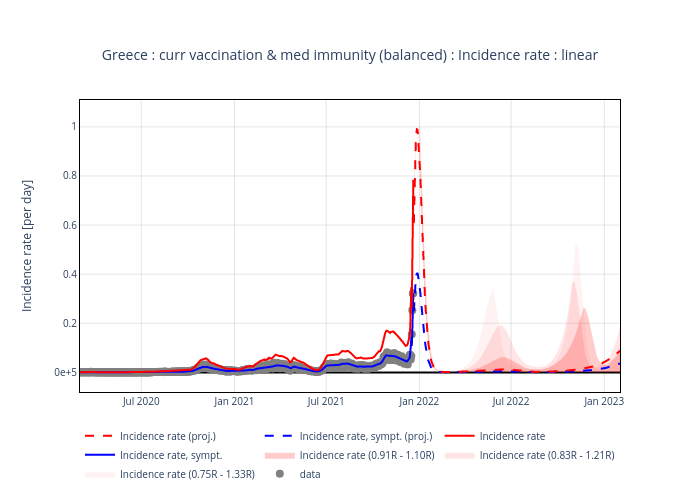 Greece : curr vaccination & med immunity (balanced) : Incidence rate : linear
Incidence rate [per day]
1
0.8
0.6
0.4
0.2
0e+5
Jul 2020
Jan 2021
Jul 2021
Jan 2022
Jul 2022
Jan 2023
Incidence rate (proj.)
Incidence rate, sympt. (proj.)
Incidence rate
Incidence rate, sympt.
Incidence rate (0.91R - 1.10R)
Incidence rate (0.83R - 1.21R)
Incidence rate (0.75R - 1.33R)
data